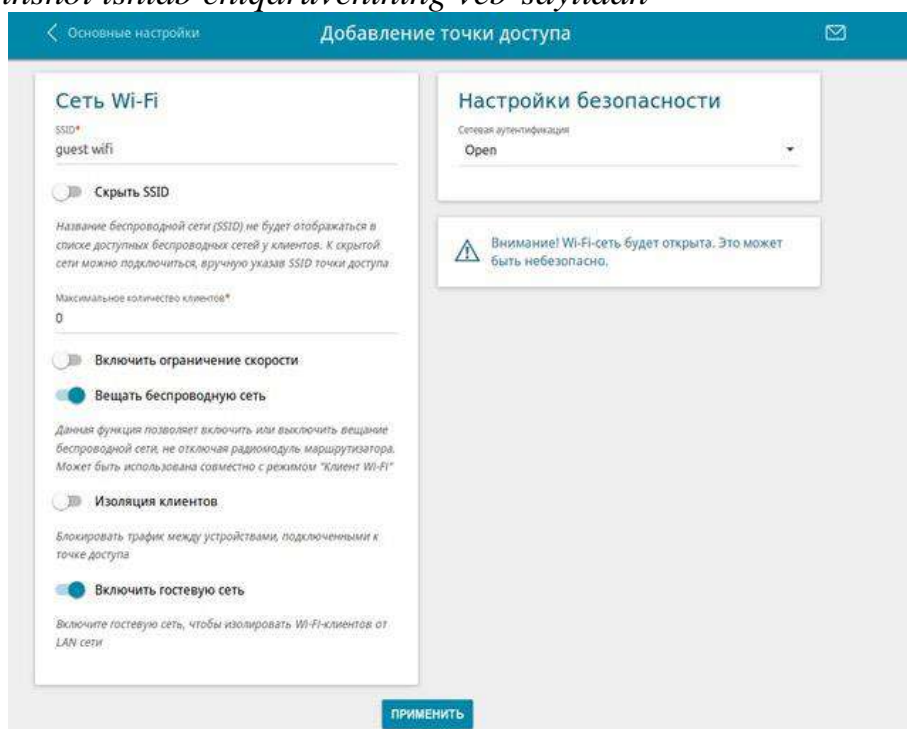 ishlab chiqaruvchining veb-saytidan
Основные настройки
Добавление точки доступа
Сеть Wi-Fi
SSID*
guest wifi
Скрыть SSID
Название беспроводной сети (SSID) не будет отображаться в
списке доступных беспроводных сетей у клиентов. К скрытой
сети можно подключиться, вручную указав SSID точки доступа
Максимальное количество клиентов*
0
Включить ограничение скорости
Вещать беспроводную сеть
Данная функция позволяет включить или выключить вещание
беспроводной сети, не отключая радиомодуль маршрутизатора.
Может быть использована совместно с режимом "Клиент Wi-Fi"
Изоляция клиентов
Блокировать трафик между устройствами, подключенными к
точке доступа
Включить гостевую сеть
Включите гостевую сеть, чтобы изолировать Wi-Fi-клиентов от
LAN сети
Настройки безопасности
Сетевая аутентификация
Open
Внимание! Wi-Fi-сеть будет открыта. Это может
быть небезопасно.
ПРИМЕНИТЬ